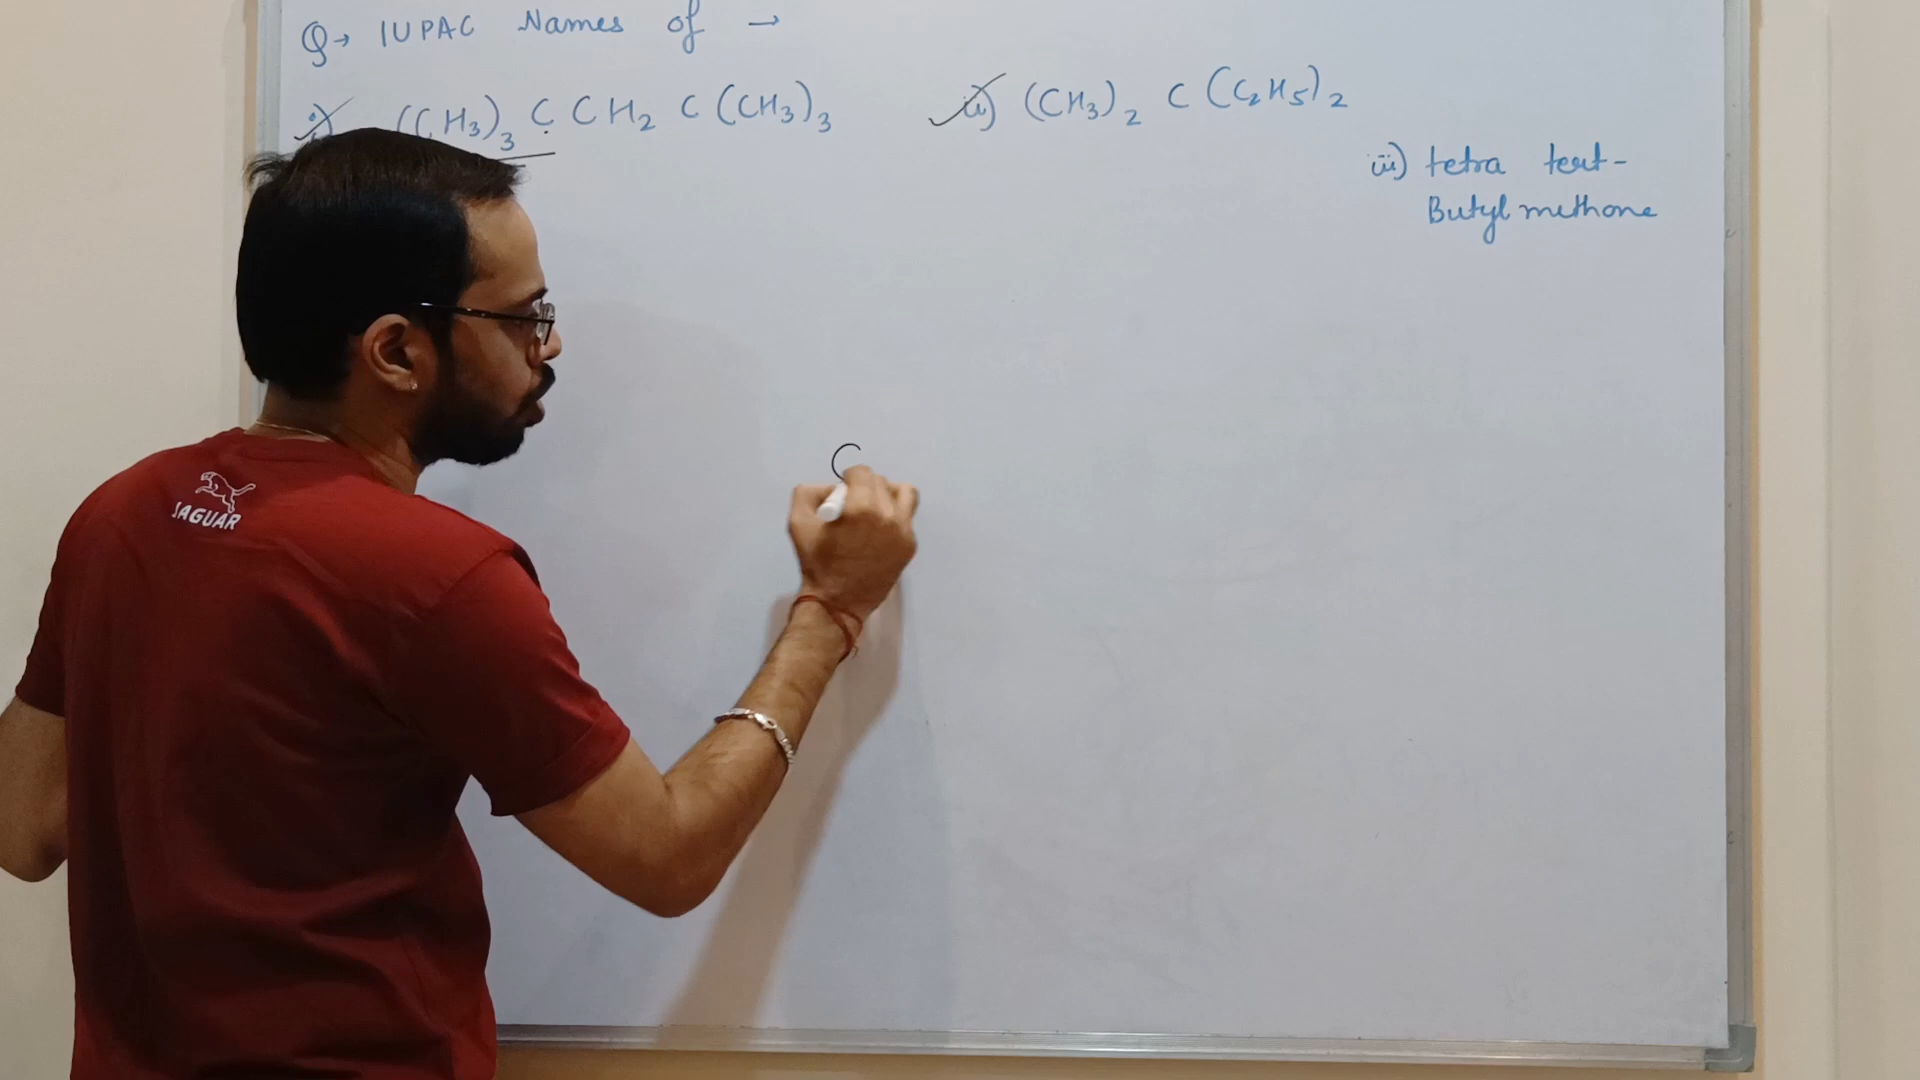 Q→ IUPAC Names of →
i) (CH3)3 C CH2 C (CH3)3
ii) (CH3)2 C (C2H5)2
iii) tetra tert-
Butyl methane
C
JAGUAR